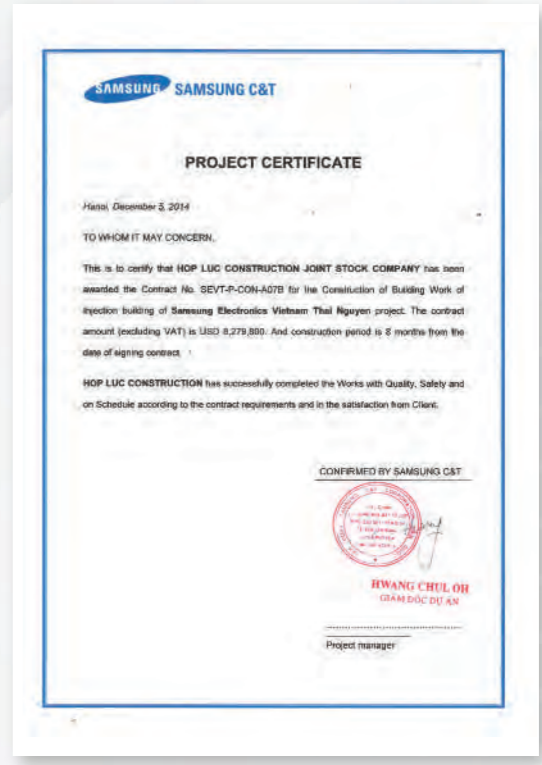 SAMSUNG SAMSUNG C&T
PROJECT CERTIFICATE
Hanoi, December 5, 2014
TO WHOM IT MAY CONCERN,
This is to certify that HOP LUC CONSTRUCTION JOINT STOCK COMPANY has been
awarded the Contract No. SEVT-P-CON-A07B for the Construction of Building Work of
Injection building of Samsung Electronics Vietnam Thai Nguyen project. The contract
amount (excluding VAT) is USD 8,279,800. And construction period is 8 months from the
date of signing contract.
HOP LUC CONSTRUCTION has successfully completed the Works with Quality, Safety and
on Schedule according to the contract requirements and in the satisfaction from Client.
CONFIRMED BY SAMSUNG C&T
HWANG CHUL OH
GIÁM ĐỐC DỰ ÁN
Project manager